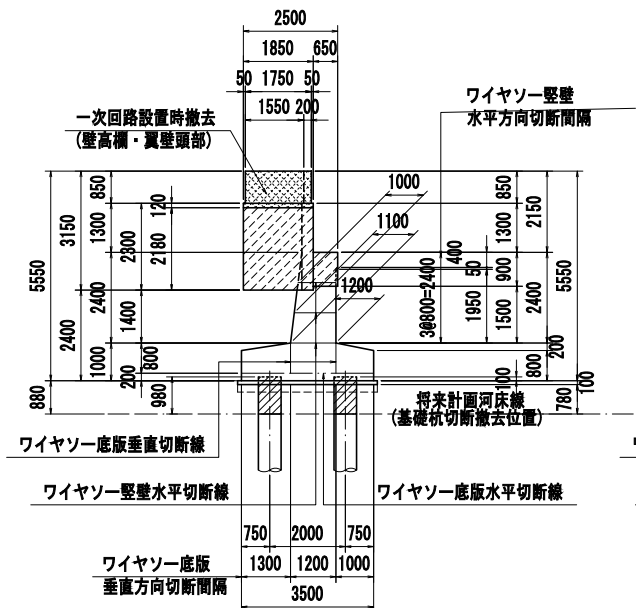 2500
1850 650
50 1750 50
1550 200
一次回路設置時撤去
(壁高欄・翼壁頭部)
ワイヤソー竪壁
水平方向切断間隔
1000
1100
1200
5550
3150
2400
880
850
1300
2400
1000
200
2300
1400
800
980
120
2180
3@800=2400
400
50
1950
100
850
1300
900
1500
2150
2400
800
200
5550
780
100
将来計画河床線
(基礎杭切断撤去位置)
ワイヤソー底版垂直切断線
ワイヤソー竪壁水平切断線
ワイヤソー底版水平切断線
750 2000 750
ワイヤソー底版
垂直方向切断間隔
1300 1200 1000
3500